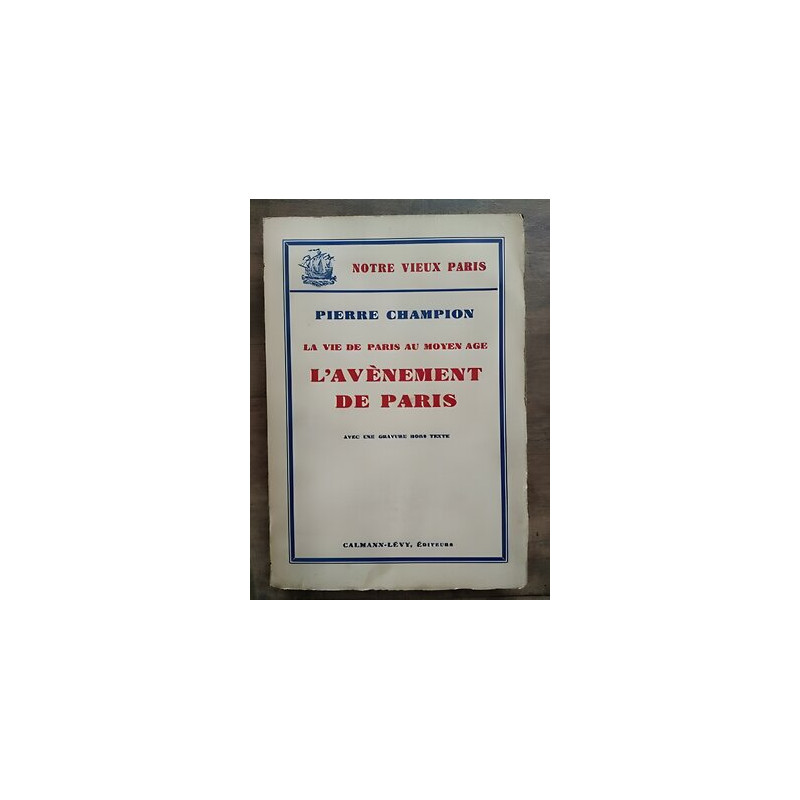 NOTRE VIEUX PARIS
PIERRE CHAMPION
LA VIE DE PARIS AU MOYEN AGE
L'AVÈNEMENT
DE PARIS
AVEC UNE GRAVURE HORS TEXTE
CALMANN-LÉVY, ÉDITEURS